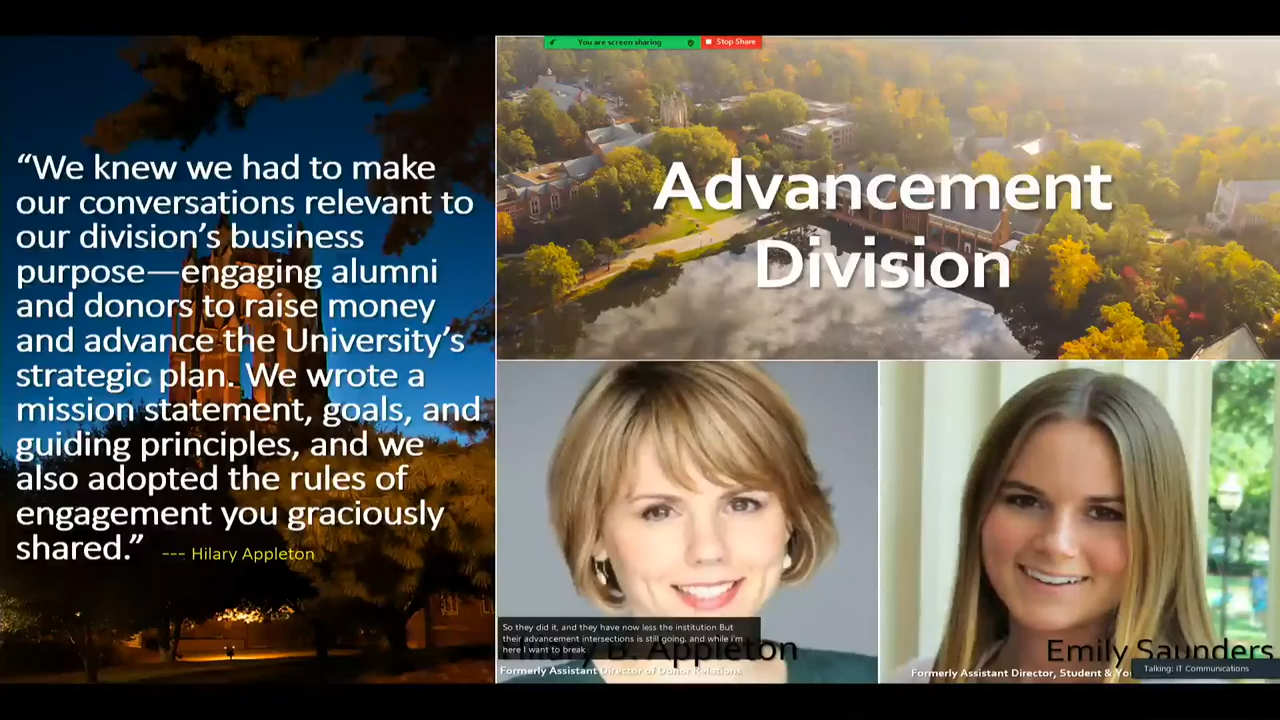 “We knew we had to make
our conversations relevant to
our division’s business
purpose—engaging alumni
and donors to raise money
and advance the University’s
strategic plan. We wrote a
mission statement, goals, and
guiding principles, and we
also adopted the rules of
engagement you graciously
shared.” --- Hilary Appleton
You are screen sharing
Stop Share
Advancement
Division
So they did it, and they have now less the institution But
their advancement intersections is still going, and while i'm
here I want to break
B. Appleton
Formerly Assistant Director of Donor Relations
Emily Saunders
Formerly Assistant Director, Student &
Talking: IT Communications